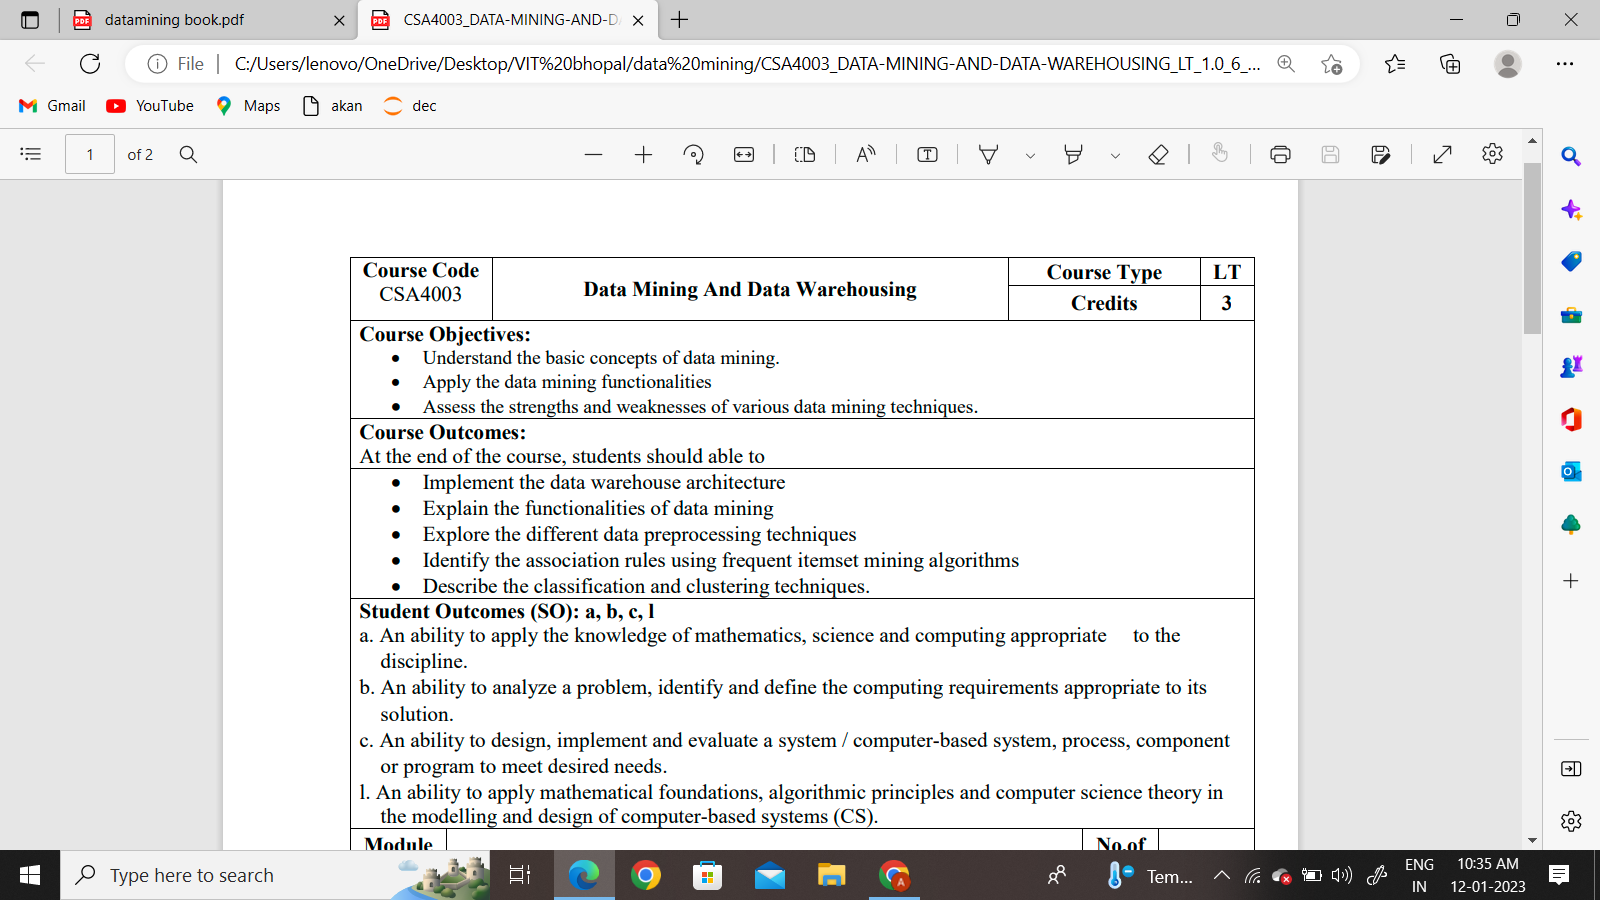 datamining book.pdf
CSA4003_DATA-MINING-AND-D
File
C:/Users/lenovo/OneDrive/Desktop/VIT%20bhopal/data%20mining/CSA4003_DATA-MINING-AND-DATA-WAREHOUSING_LT_1.0_6_...
Gmail YouTube Maps akan dec
1 of 2
Course Code
CSA4003
Data Mining And Data Warehousing
Course Type LT
Credits 3
Course Objectives:
• Understand the basic concepts of data mining.
• Apply the data mining functionalities
• Assess the strengths and weaknesses of various data mining techniques.
Course Outcomes:
At the end of the course, students should able to
• Implement the data warehouse architecture
• Explain the functionalities of data mining
• Explore the different data preprocessing techniques
• Identify the association rules using frequent itemset mining algorithms
• Describe the classification and clustering techniques.
Student Outcomes (SO): a, b, c, l
a. An ability to apply the knowledge of mathematics, science and computing appropriate to the
discipline.
b. An ability to analyze a problem, identify and define the computing requirements appropriate to its
solution.
c. An ability to design, implement and evaluate a system / computer-based system, process, component
or program to meet desired needs.
l. An ability to apply mathematical foundations, algorithmic principles and computer science theory in
the modelling and design of computer-based systems (CS).
Module No.of
Type here to search
Tem...
ENG
IN
10:35 AM
12-01-2023